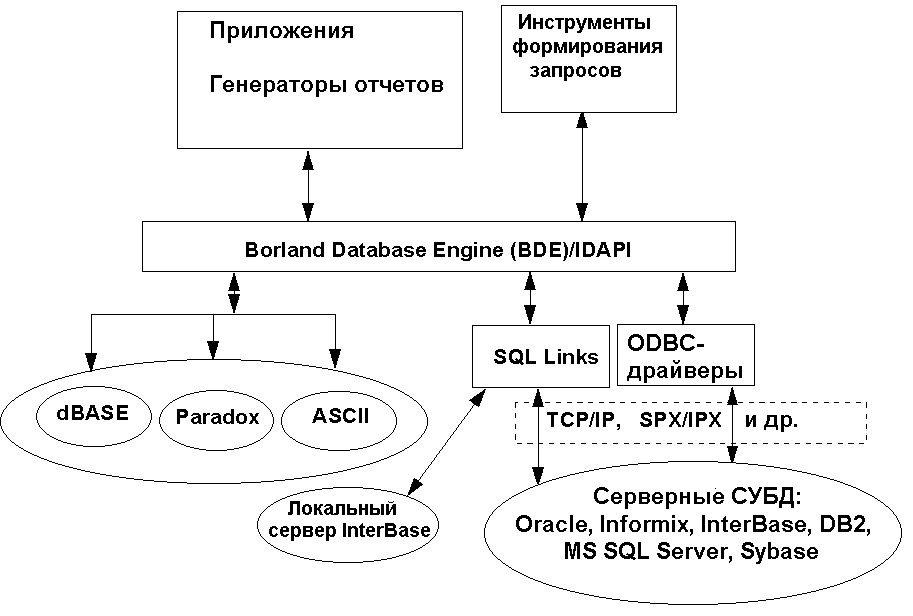 Приложения
Генераторы отчетов
Инструменты
формирования
запросов
Borland Database Engine (BDE)/IDAPI
SQL Links
ODBC-
драйверы
dBASE
Paradox
ASCII
TCP/IP, SPX/IPX и др.
Локальный
сервер InterBase
Серверные СУБД:
Oracle, Informix, InterBase, DB2,
MS SQL Server, Sybase